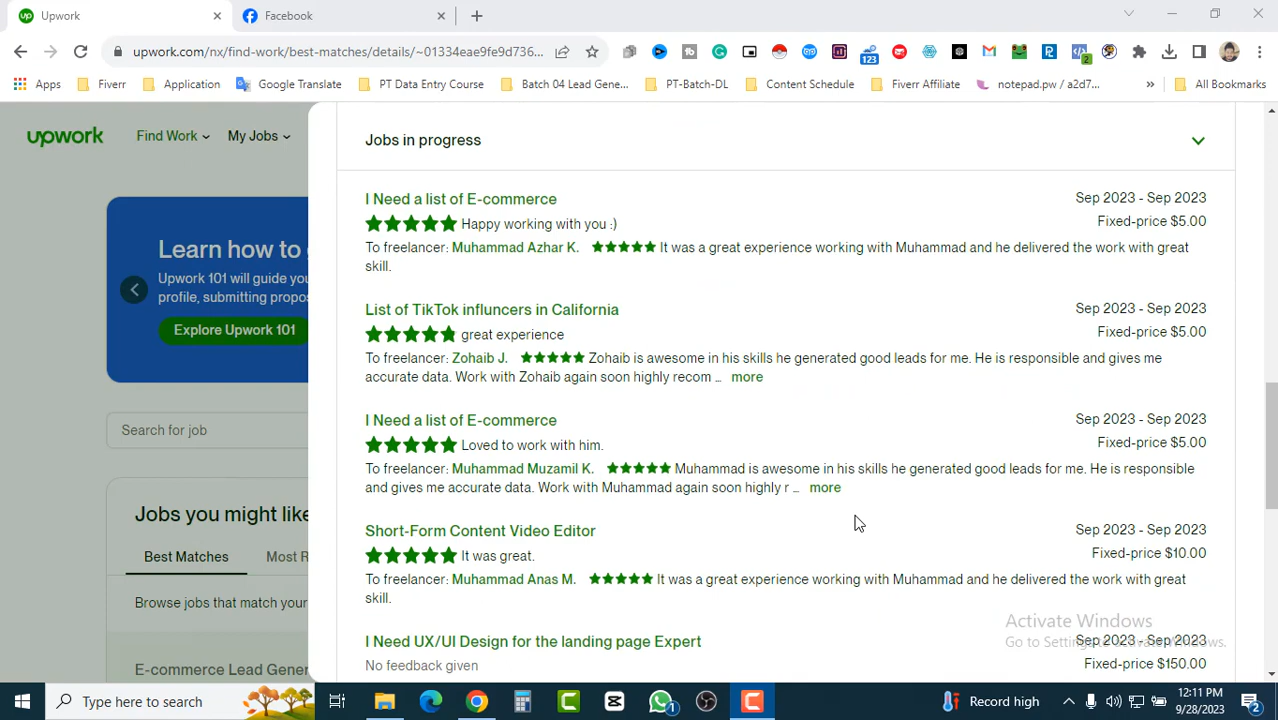 Upwork
Facebook
upwork.com/nx/find-work/best-matches/details/~01334eae9fe9d736...
123
2
Apps
Fiverr
Application
Google Translate
PT Data Entry Course
Batch 04 Lead Gene...
PT-Batch-DL
Content Schedule
Fiverr Affiliate
notepad.pw / a2d7...
»
All Bookmarks
upwork
Find Work
My Jobs
Learn how to g
Upwork 101 will guide you
profile, submitting propos
Explore Upwork 101
Search for job
Jobs you might like
Best Matches
Most R
Browse jobs that match your
E-commerce Lead Gener
Jobs in progress
I Need a list of E-commerce
Sep 2023 - Sep 2023
Happy working with you :)
Fixed-price $5.00
To freelancer: Muhammad Azhar K. It was a great experience working with Muhammad and he delivered the work with great
skill.
List of TikTok influncers in California
Sep 2023 - Sep 2023
great experience
Fixed-price $5.00
To freelancer: Zohaib J. Zohaib is awesome in his skills he generated good leads for me. He is responsible and gives me
accurate data. Work with Zohaib again soon highly recom ... more
I Need a list of E-commerce
Sep 2023 - Sep 2023
Loved to work with him.
Fixed-price $5.00
To freelancer: Muhammad Muzamil K. Muhammad is awesome in his skills he generated good leads for me. He is responsible
and gives me accurate data. Work with Muhammad again soon highly r ... more
Short-Form Content Video Editor
Sep 2023 - Sep 2023
It was great.
Fixed-price $10.00
To freelancer: Muhammad Anas M. It was a great experience working with Muhammad and he delivered the work with great
skill.
I Need UX/UI Design for the landing page Expert
Sep 2023 - Sep 2023
No feedback given
Fixed-price $150.00
Activate Windows
Go to Settings to activate Windows.
Type here to search
1
Record high
12:11 PM
9/28/2023
2